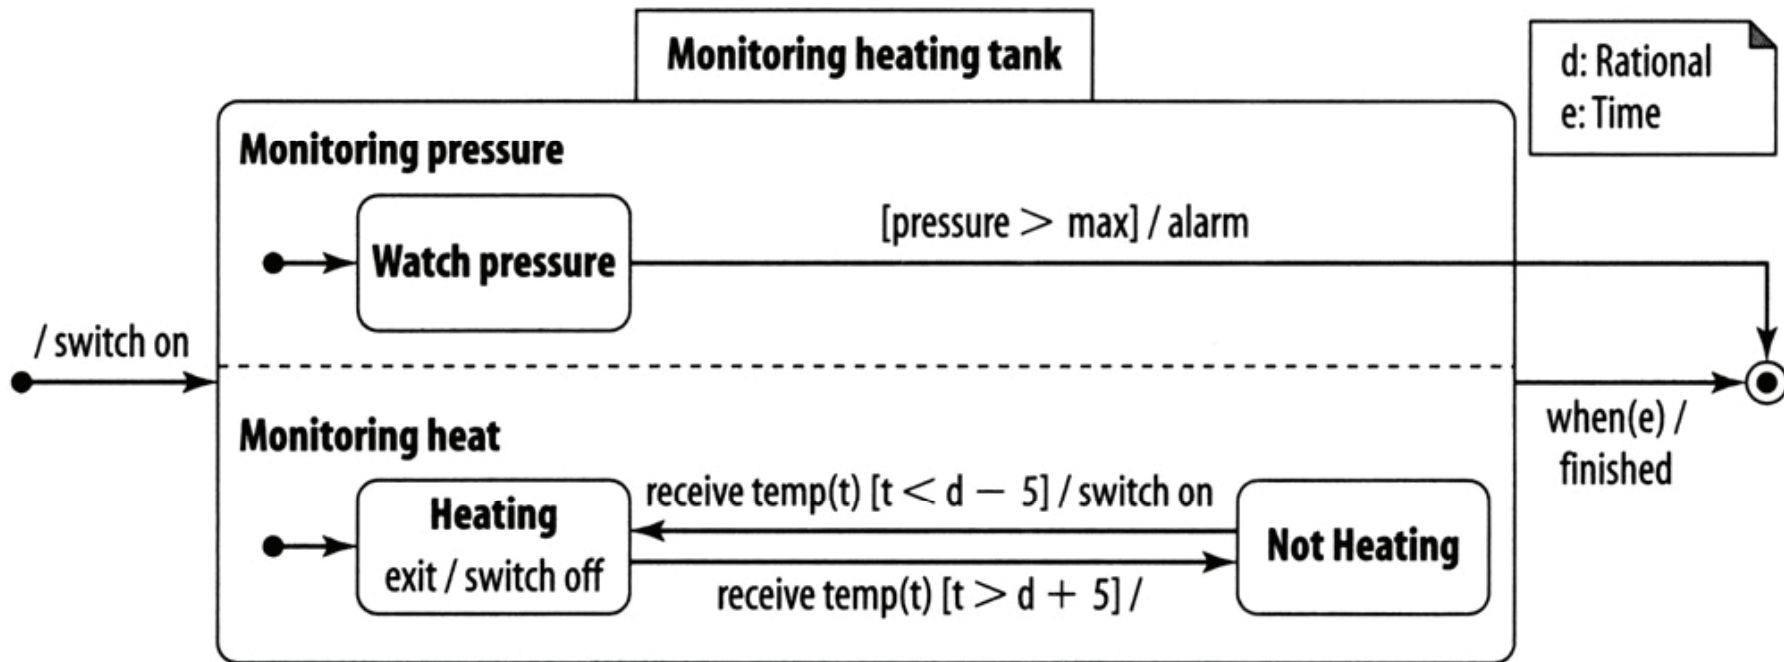 Monitoring heating tank
d: Rational
e: Time
Monitoring pressure
[pressure > max] / alarm
Watch pressure
/ switch on
when(e) /
finished
Monitoring heat
receive temp(t) [t < d − 5] / switch on
Heating
exit / switch off
Not Heating
receive temp(t) [t > d + 5] /